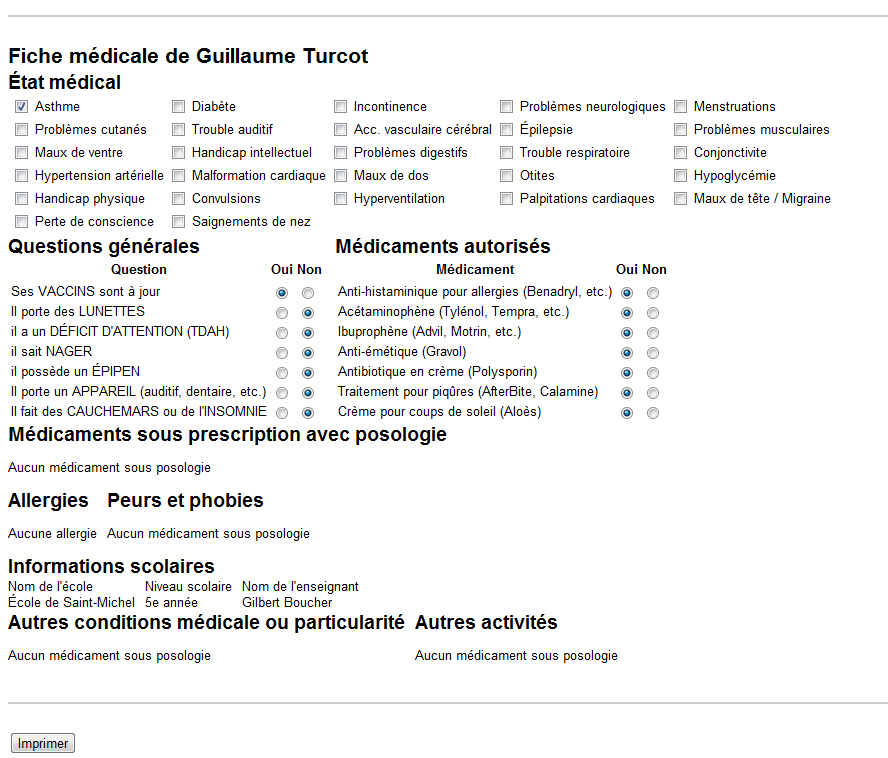 Fiche médicale de Guillaume Turcot
État médical
Asthme Diabète Incontinence Problèmes neurologiques Menstruations
Problèmes cutanés Trouble auditif Acc. vasculaire cérébral Épilepsie Problèmes musculaires
Maux de ventre Handicap intellectuel Problèmes digestifs Trouble respiratoire Conjonctivite
Hypertension artérielle Malformation cardiaque Maux de dos Otites Hypoglycémie
Handicap physique Convulsions Hyperventilation Palpitations cardiaques Maux de tête / Migraine
Perte de conscience Saignements de nez
Questions générales Médicaments autorisés
Question Oui Non Médicament Oui Non
Ses VACCINS sont à jour Anti-histaminique pour allergies (Benadryl, etc.)
Il porte des LUNETTES Acétaminophène (Tylénol, Tempra, etc.)
il a un DÉFICIT D'ATTENTION (TDAH) Ibuprophène (Advil, Motrin, etc.)
il sait NAGER Anti-émétique (Gravol)
il possède un ÉPIPEN Antibiotique en crème (Polysporin)
Il porte un APPAREIL (auditif, dentaire, etc.) Traitement pour piqûres (AfterBite, Calamine)
Il fait des CAUCHEMARS ou de l'INSOMNIE Crème pour coups de soleil (Aloès)
Médicaments sous prescription avec posologie
Aucun médicament sous posologie
Allergies Peurs et phobies
Aucune allergie Aucun médicament sous posologie
Informations scolaires
Nom de l'école Niveau scolaire Nom de l'enseignant
École de Saint-Michel 5e année Gilbert Boucher
Autres conditions médicale ou particularité Autres activités
Aucun médicament sous posologie Aucun médicament sous posologie
Imprimer